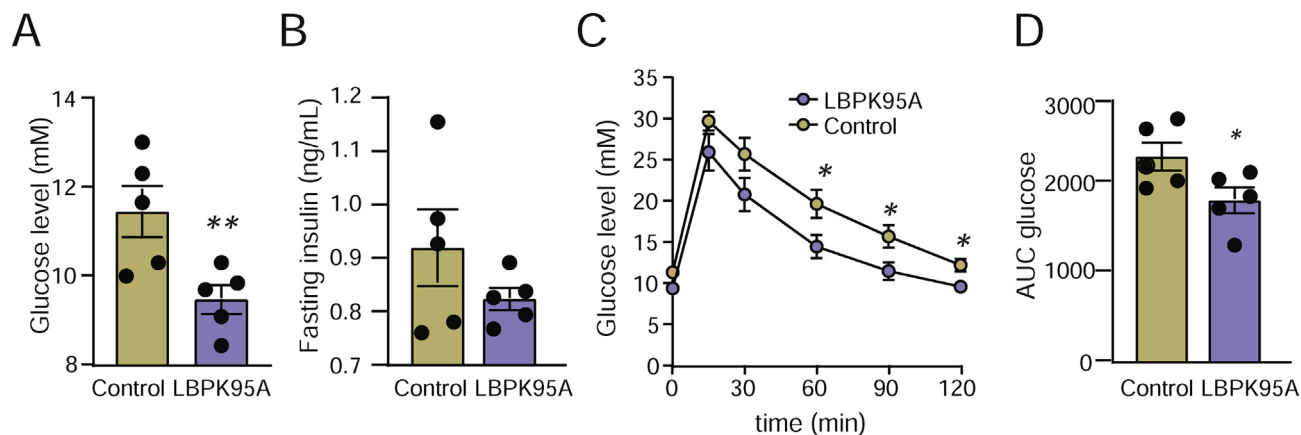 A
Glucose level (mM)
14
12
10
8
**
Control LBPK95A
B
Fasting insulin (ng/mL)
1.2
1.1
1.0
0.9
0.8
0.7
Control LBPK95A
C
Glucose level (mM)
35
30
25
20
15
10
5
0
LBPK95A
Control
*
*
*
0 30 60 90 120
time (min)
D
AUC glucose
3000
2000
1000
0
*
Control LBPK95A